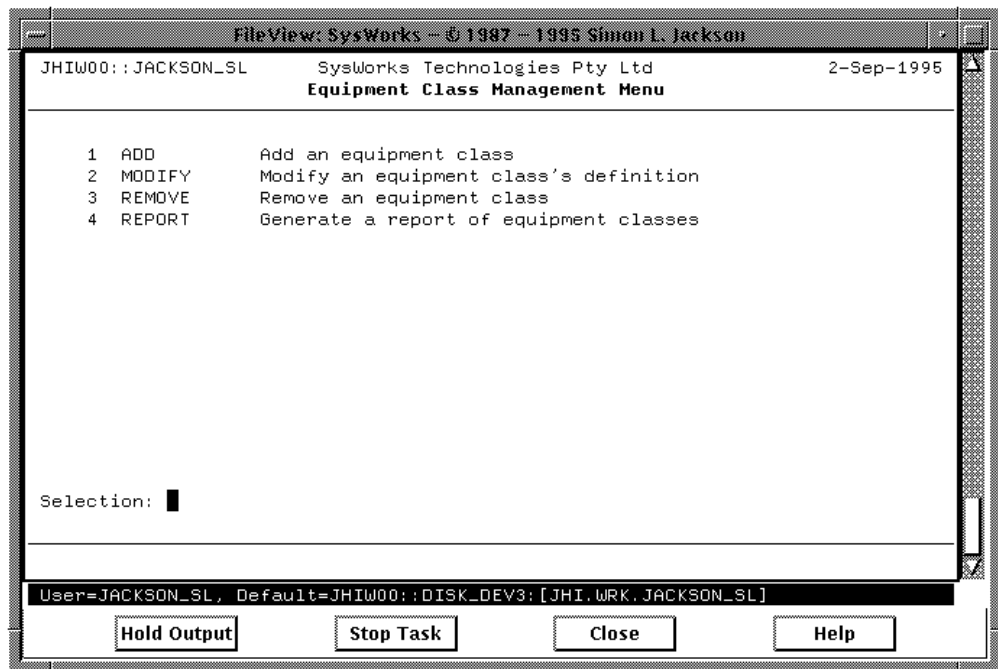 FileView: SysWorks – © 1987 – 1995 Simon L. Jackson
JHIW00::JACKSON_SL SysWorks Technologies Pty Ltd 2-Sep-1995
Equipment Class Management Menu
1 ADD Add an equipment class
2 MODIFY Modify an equipment class's definition
3 REMOVE Remove an equipment class
4 REPORT Generate a report of equipment classes
Selection:
User=JACKSON_SL, Default=JHIW00::DISK_DEV3:[JHI.WRK.JACKSON_SL]
Hold Output Stop Task Close Help